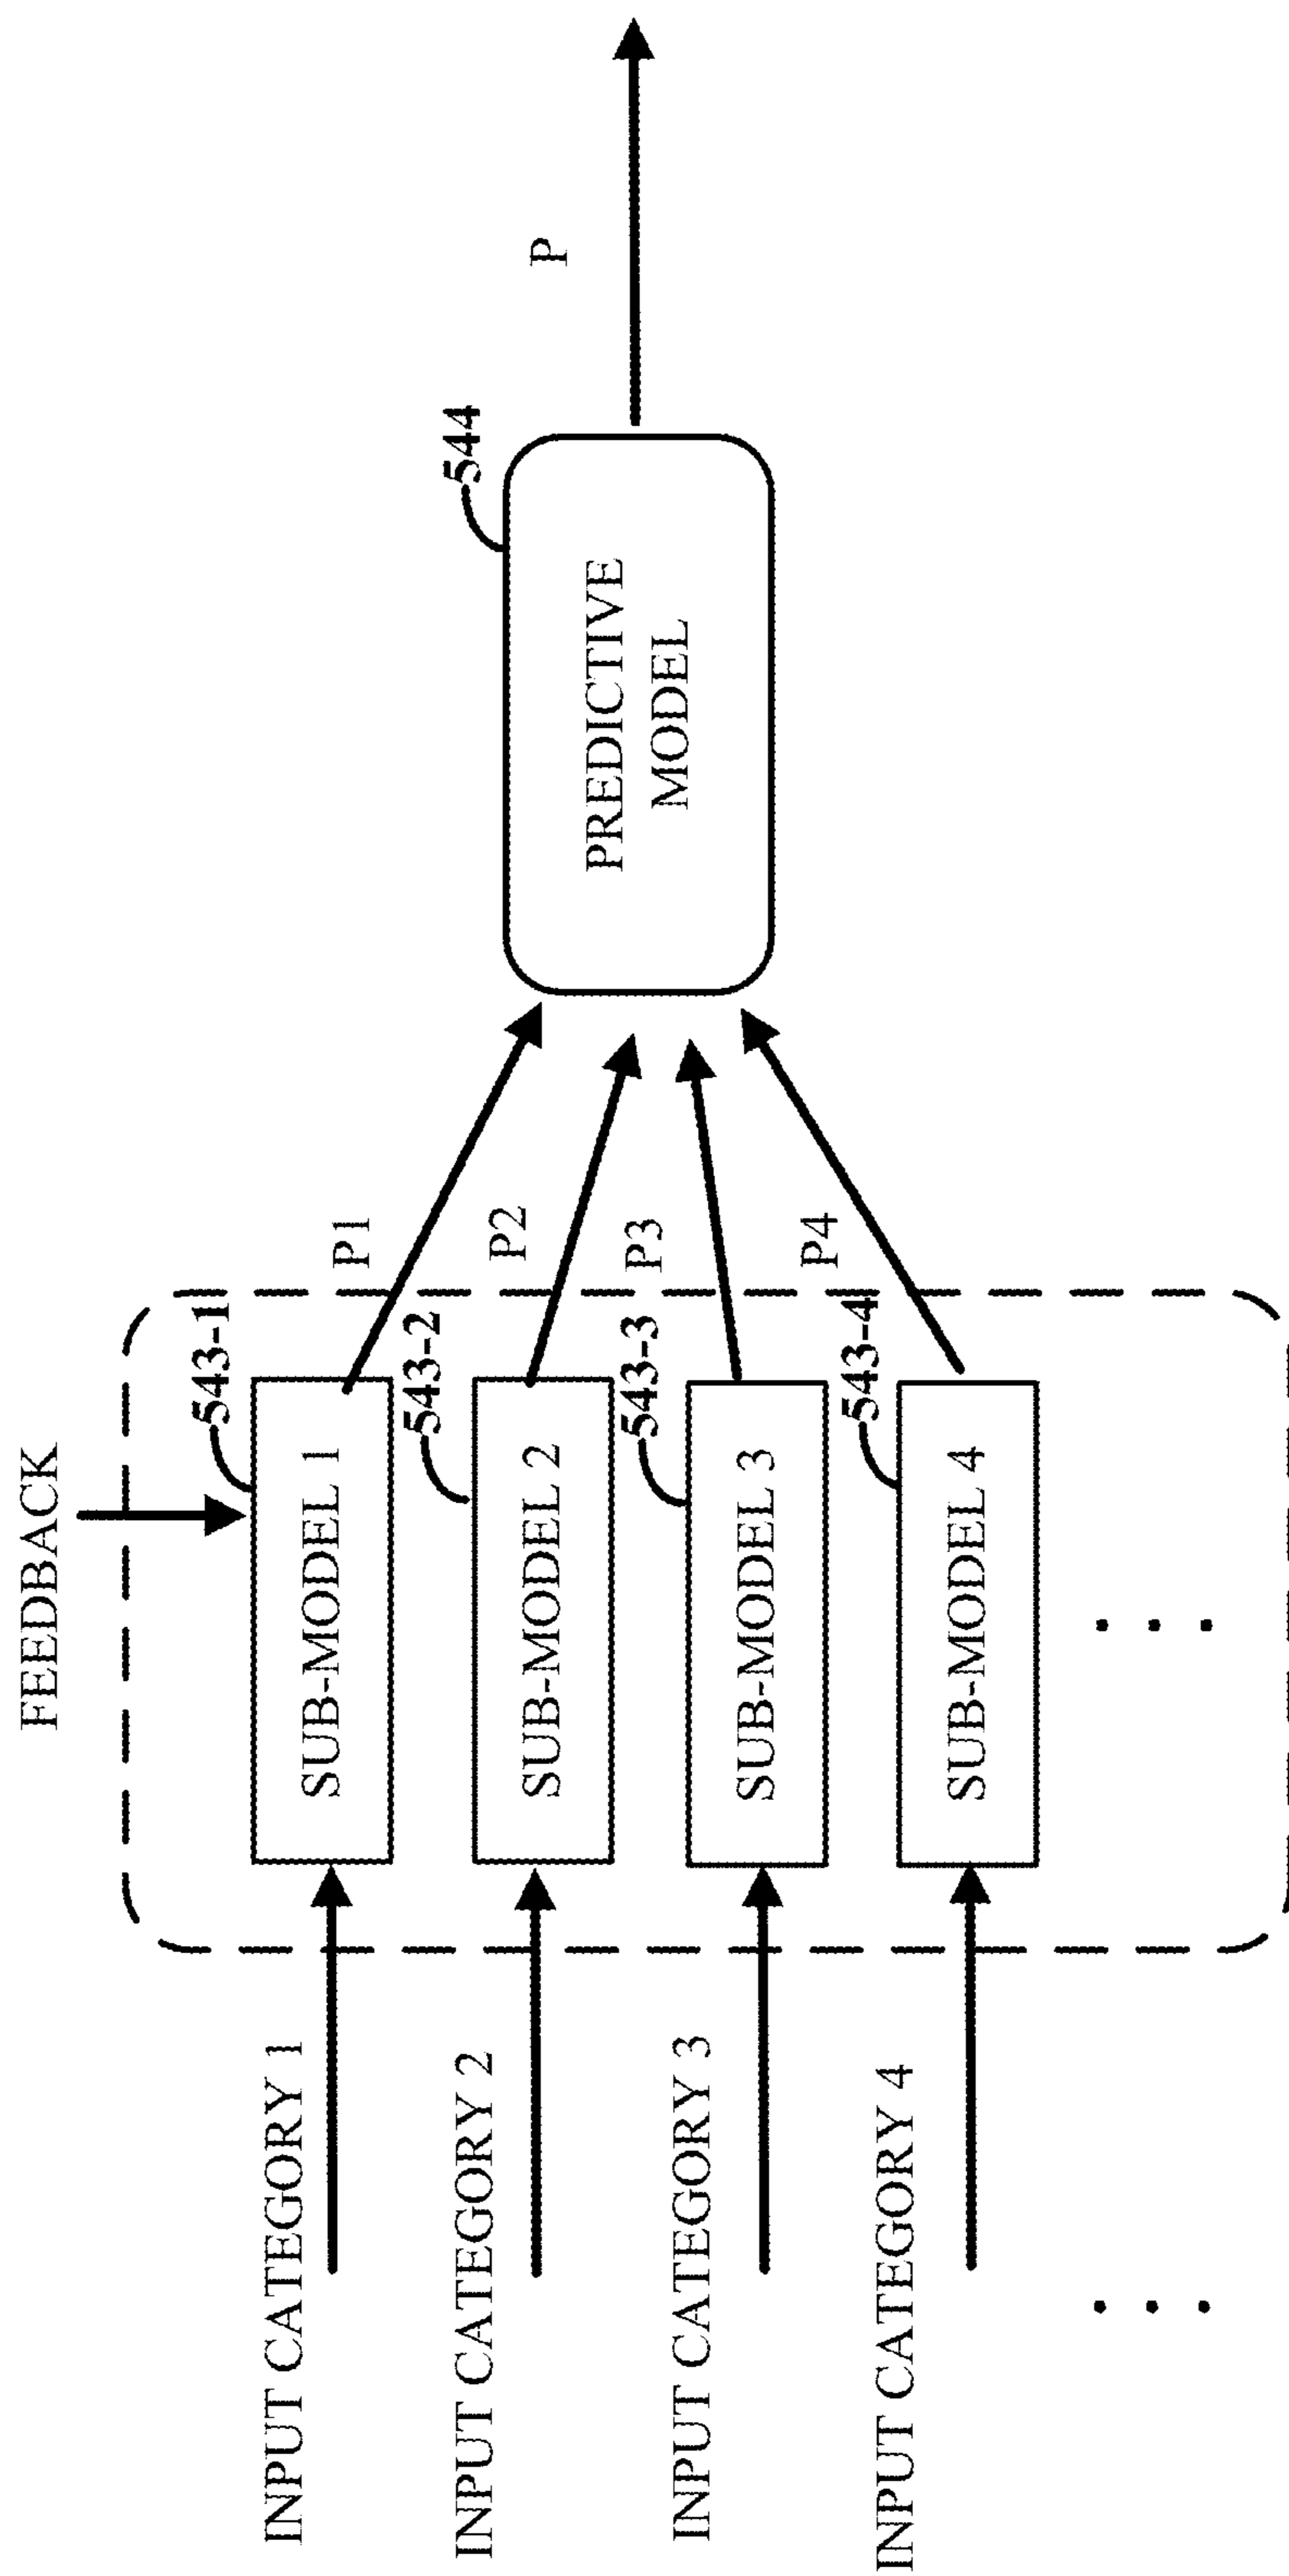 FEEDBACK
INPUT CATEGORY 1
SUB-MODEL 1
543-1
P1
INPUT CATEGORY 2
SUB-MODEL 2
543-2
P2
INPUT CATEGORY 3
SUB-MODEL 3
543-3
P3
INPUT CATEGORY 4
SUB-MODEL 4
543-4
P4
. . .
. . .
PREDICTIVE
MODEL
544
P